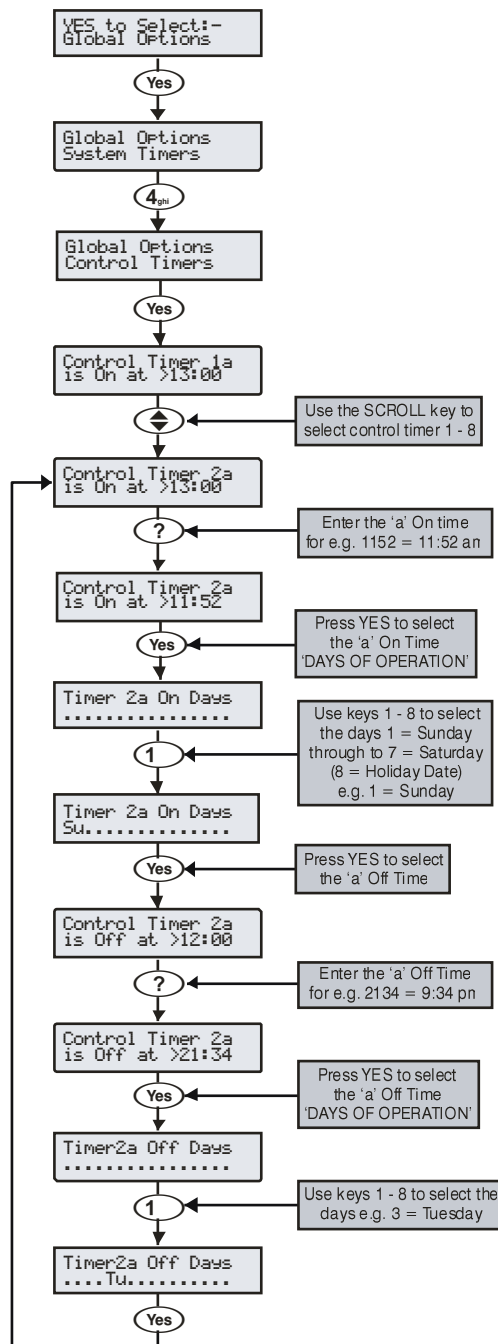 YES to Select:-
Global Options
Yes
Global Options
System Timers
4ghi
Global Options
Control Timers
Yes
Control Timer 1a
is On at >13:00
Use the SCROLL key to
select control timer 1 - 8
Control Timer 2a
is On at >13:00
?
Enter the ‘a’ On time
for e.g. 1152 = 11:52 am
Control Timer 2a
is On at >11:52
Yes
Press YES to select
the ‘a’ On Time
‘DAYS OF OPERATION’
Timer 2a On Days
................
1
Use keys 1 - 8 to select
the days 1 = Sunday
through to 7 = Saturday
(8 = Holiday Date)
e.g. 1 = Sunday
Timer 2a On Days
Su..............
Yes
Press YES to select
the ‘a’ Off Time
Control Timer 2a
is Off at >12:00
?
Enter the ‘a’ Off Time
for e.g. 2134 = 9:34 pm
Control Timer 2a
is Off at >21:34
Yes
Press YES to select
the ‘a’ Off Time
‘DAYS OF OPERATION’
Timer2a Off Days
................
1
Use keys 1 - 8 to select the
days e.g. 3 = Tuesday
Timer2a Off Days
....Tu..........
Yes